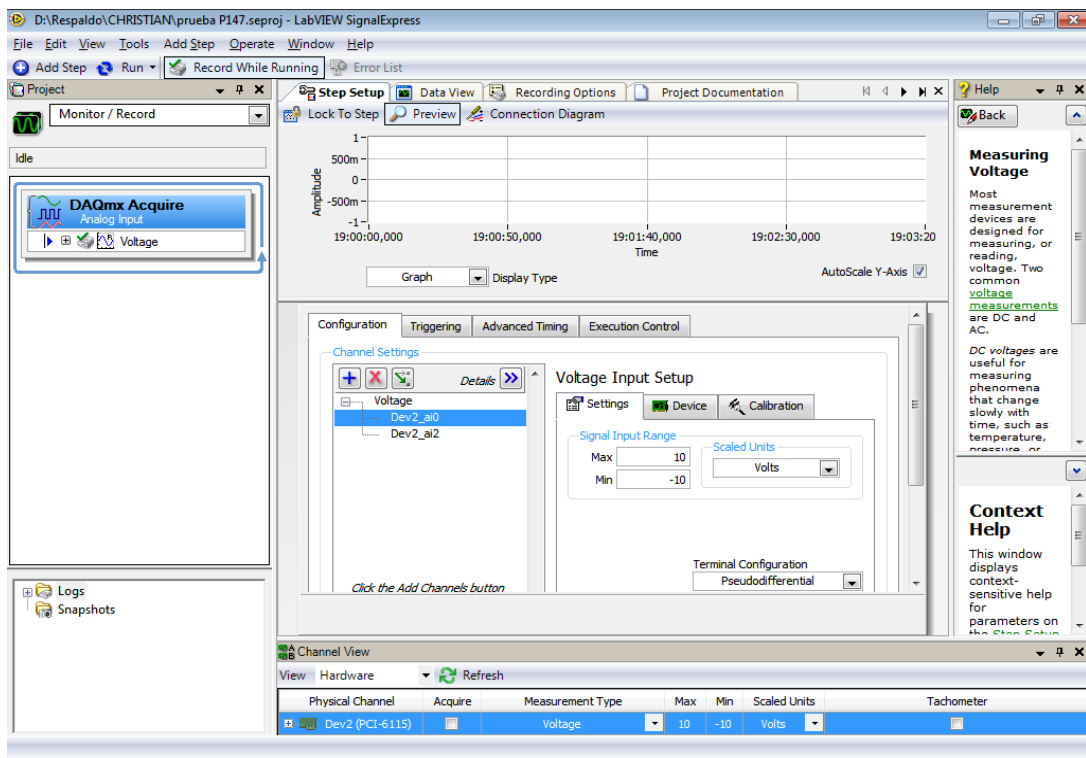 D:\Respaldo\CHRISTIAN\prueba P147.seproj - LabVIEW SignalExpress
File Edit View Tools Add Step Operate Window Help
Add Step Run Record While Running Error List
Project
Monitor / Record
Idle
DAQmx Acquire
Analog Input
Voltage
Logs
Snapshots
Step Setup Data View Recording Options Project Documentation
Lock To Step Preview Connection Diagram
Amplitude
1
500m
0
-500m
-1
19:00:00,000 19:00:50,000 19:01:40,000 19:02:30,000 19:03:20
Time
Graph Display Type AutoScale Y-Axis
Configuration Triggering Advanced Timing Execution Control
Channel Settings
Details
Voltage
Dev2_ai0
Dev2_ai2
Click the Add Channels button
Voltage Input Setup
Settings Device Calibration
Signal Input Range
Max 10
Min -10
Scaled Units
Volts
Terminal Configuration
Pseudodifferential
Help
Back
Measuring
Voltage
Most
measurement
devices are
designed for
measuring, or
reading,
voltage. Two
common
voltage
measurements
are DC and
AC.
DC voltages are
useful for
measuring
phenomena
that change
slowly with
time, such as
temperature,
pressure, or
Context
Help
This window
displays
context-
sensitive help
for
parameters on
the Step Setup
Channel View
View Hardware Refresh
Physical Channel Acquire Measurement Type Max Min Scaled Units Tachometer
Dev2 (PCI-6115) Voltage 10 -10 Volts